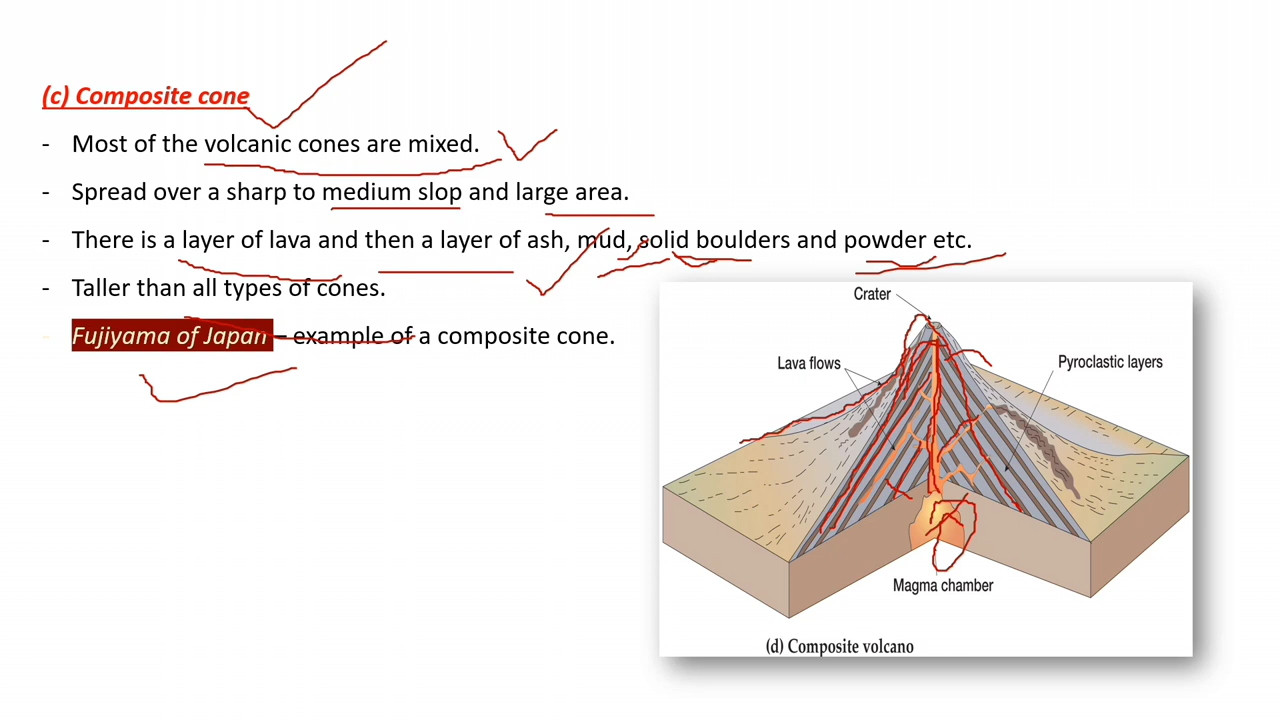 (c) Composite cone
- Most of the volcanic cones are mixed.
- Spread over a sharp to medium slop and large area.
- There is a layer of lava and then a layer of ash, mud, solid boulders and powder etc.
- Taller than all types of cones.
- Fujiyama of Japan – example of a composite cone.
Crater
Lava flows
Pyroclastic layers
Magma chamber
(d) Composite volcano